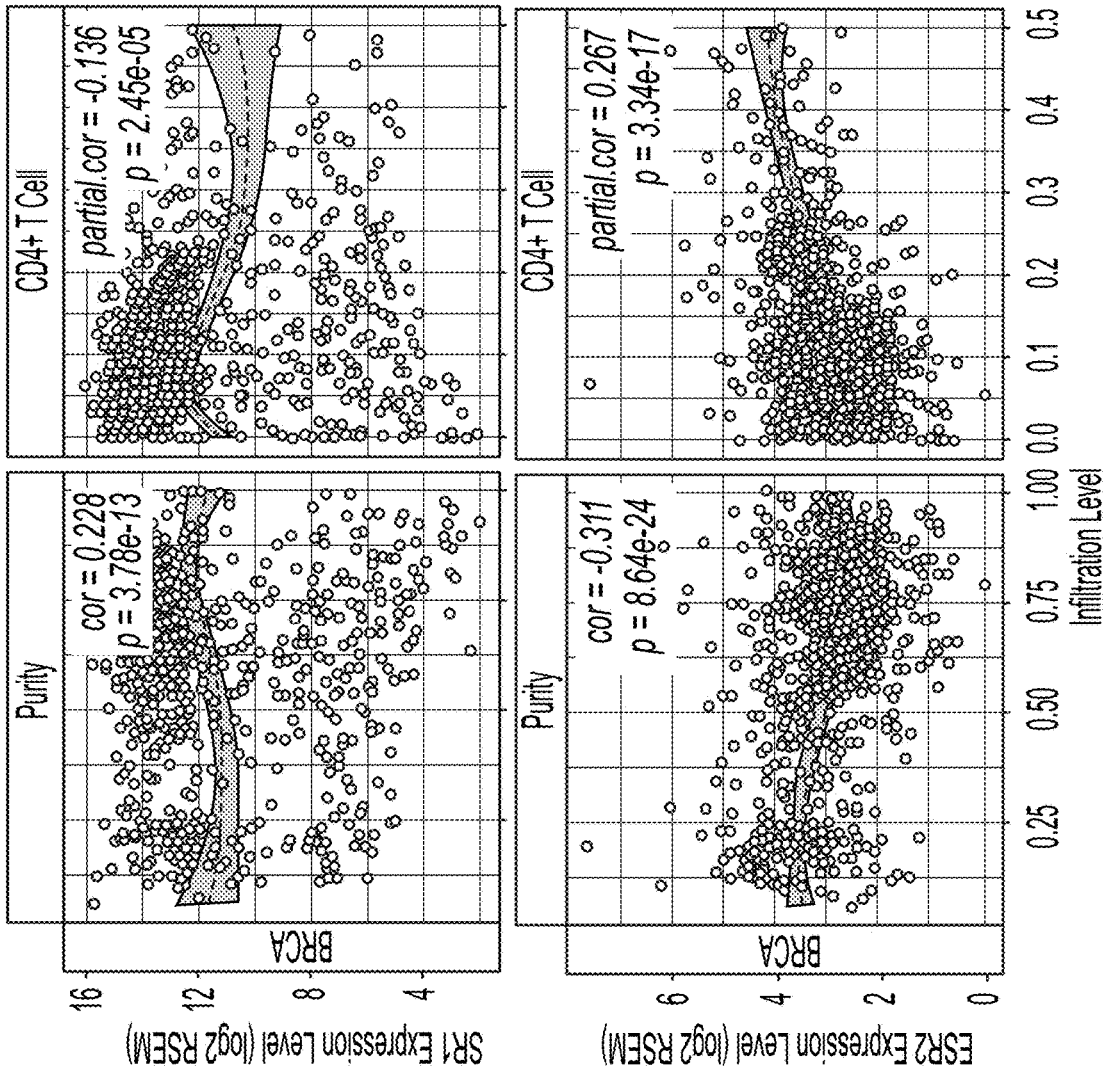 Purity
CD4+ T Cell
cor = 0.228
p = 3.78e-13
partial.cor = -0.136
p = 2.45e-05
BRCA
16
12
8
4
SR1 Expression Level (log2 RSEM)
Purity
CD4+ T Cell
cor = -0.311
p = 8.64e-24
partial.cor = 0.267
p = 3.34e-17
BRCA
6
4
2
0
ESR2 Expression Level (log2 RSEM)
0.25 0.50 0.75 1.00 0.0 0.1 0.2 0.3 0.4 0.5
Infiltration Level